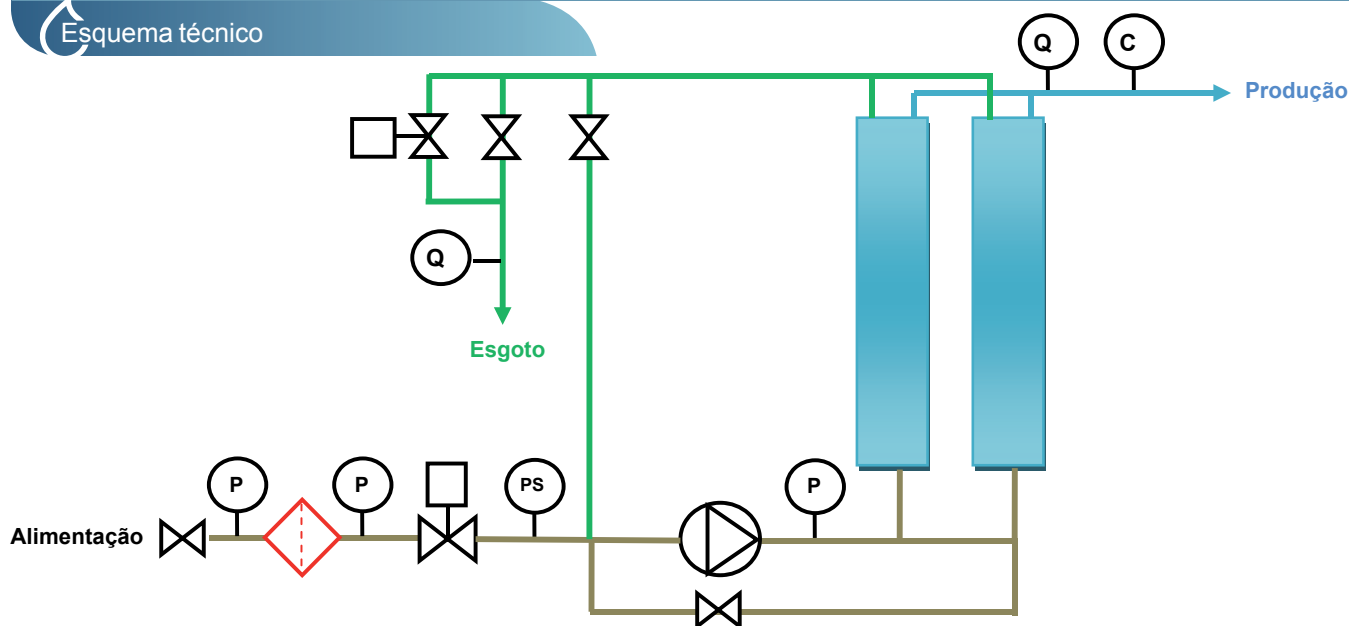 Esquema técnico
Q
C
Produção
Q
Esgoto
P
P
PS
P
Alimentação